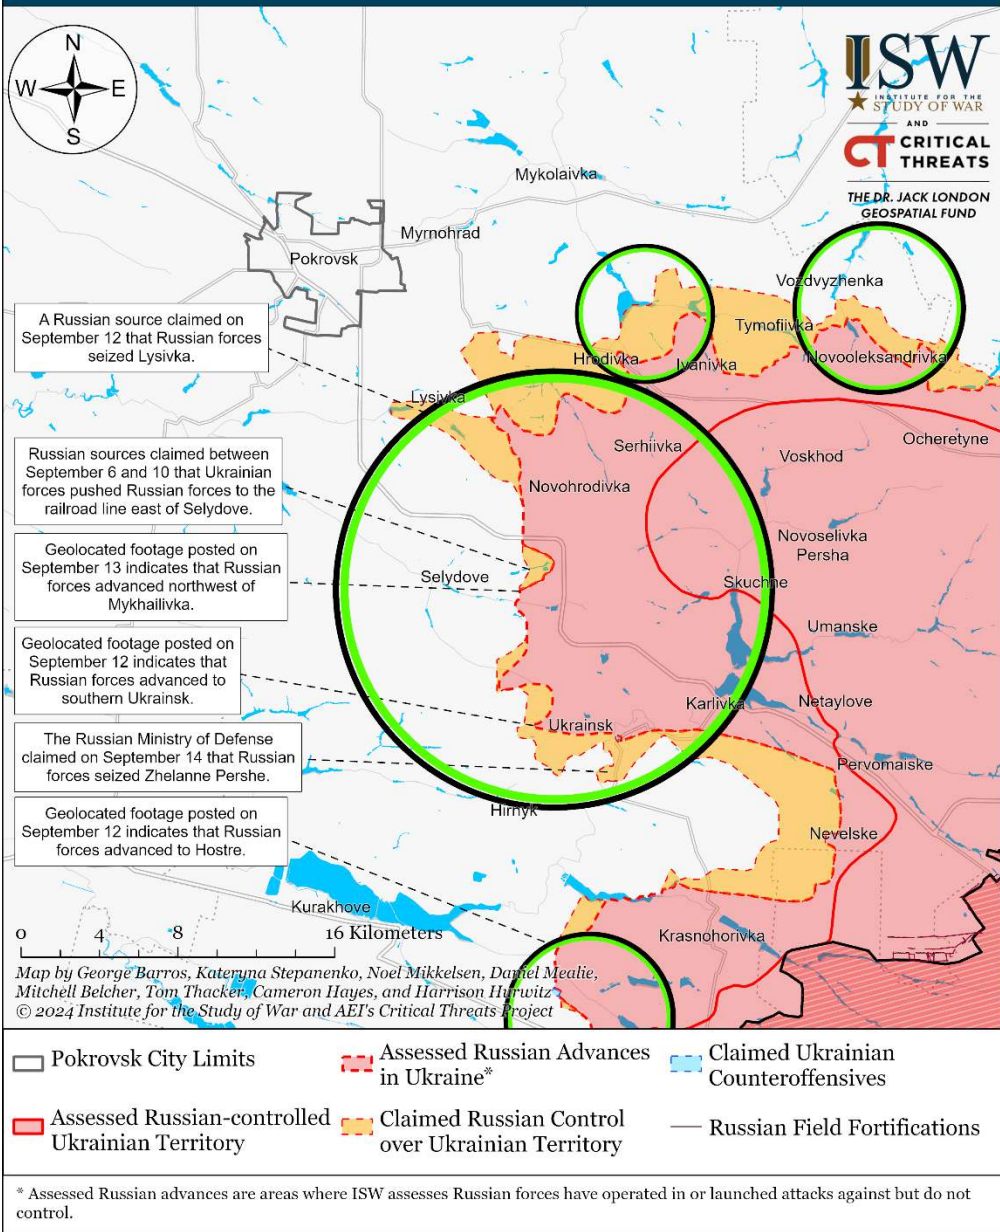 N
W E
S
ISW
INSTITUTE FOR THE
STUDY OF WAR
AND
CT CRITICAL
THREATS
THE DR. JACK LONDON
GEOSPATIAL FUND
Mykolaivka
Myrnohrad
Pokrovsk
Vozdvyzhenka
A Russian source claimed on
September 12 that Russian forces
seized Lysivka.
Tymofiivka
Hrodivka
Ivanivka
Novooleksandrivka
Lysivka
Serhiivka
Ocheretyne
Voskhod
Russian sources claimed between
September 6 and 10 that Ukrainian
forces pushed Russian forces to the
railroad line east of Selydove.
Novohrodivka
Novoselivka
Persha
Geolocated footage posted on
September 13 indicates that Russian
forces advanced northwest of
Mykhailivka.
Selydove
Skuchne
Umanske
Geolocated footage posted on
September 12 indicates that
Russian forces advanced to
southern Ukrainsk.
Karlivka
Netaylove
Ukrainsk
The Russian Ministry of Defense
claimed on September 14 that Russian
forces seized Zhelanne Pershe.
Pervomaiske
Geolocated footage posted on
September 12 indicates that Russian
forces advanced to Hostre.
Hirnyk
Nevelske
Kurakhove
Krasnohorivka
0 4 8 16 Kilometers
Map by George Barros, Kateryna Stepanenko, Noel Mikkelsen, Daniel Mealie,
Mitchell Belcher, Tom Thacker, Cameron Hayes, and Harrison Hurwitz
© 2024 Institute for the Study of War and AEI's Critical Threats Project
Pokrovsk City Limits
Assessed Russian Advances
in Ukraine*
Claimed Ukrainian
Counteroffensives
Assessed Russian-controlled
Ukrainian Territory
Claimed Russian Control
over Ukrainian Territory
Russian Field Fortifications
* Assessed Russian advances are areas where ISW assesses Russian forces have operated in or launched attacks against but do not
control.